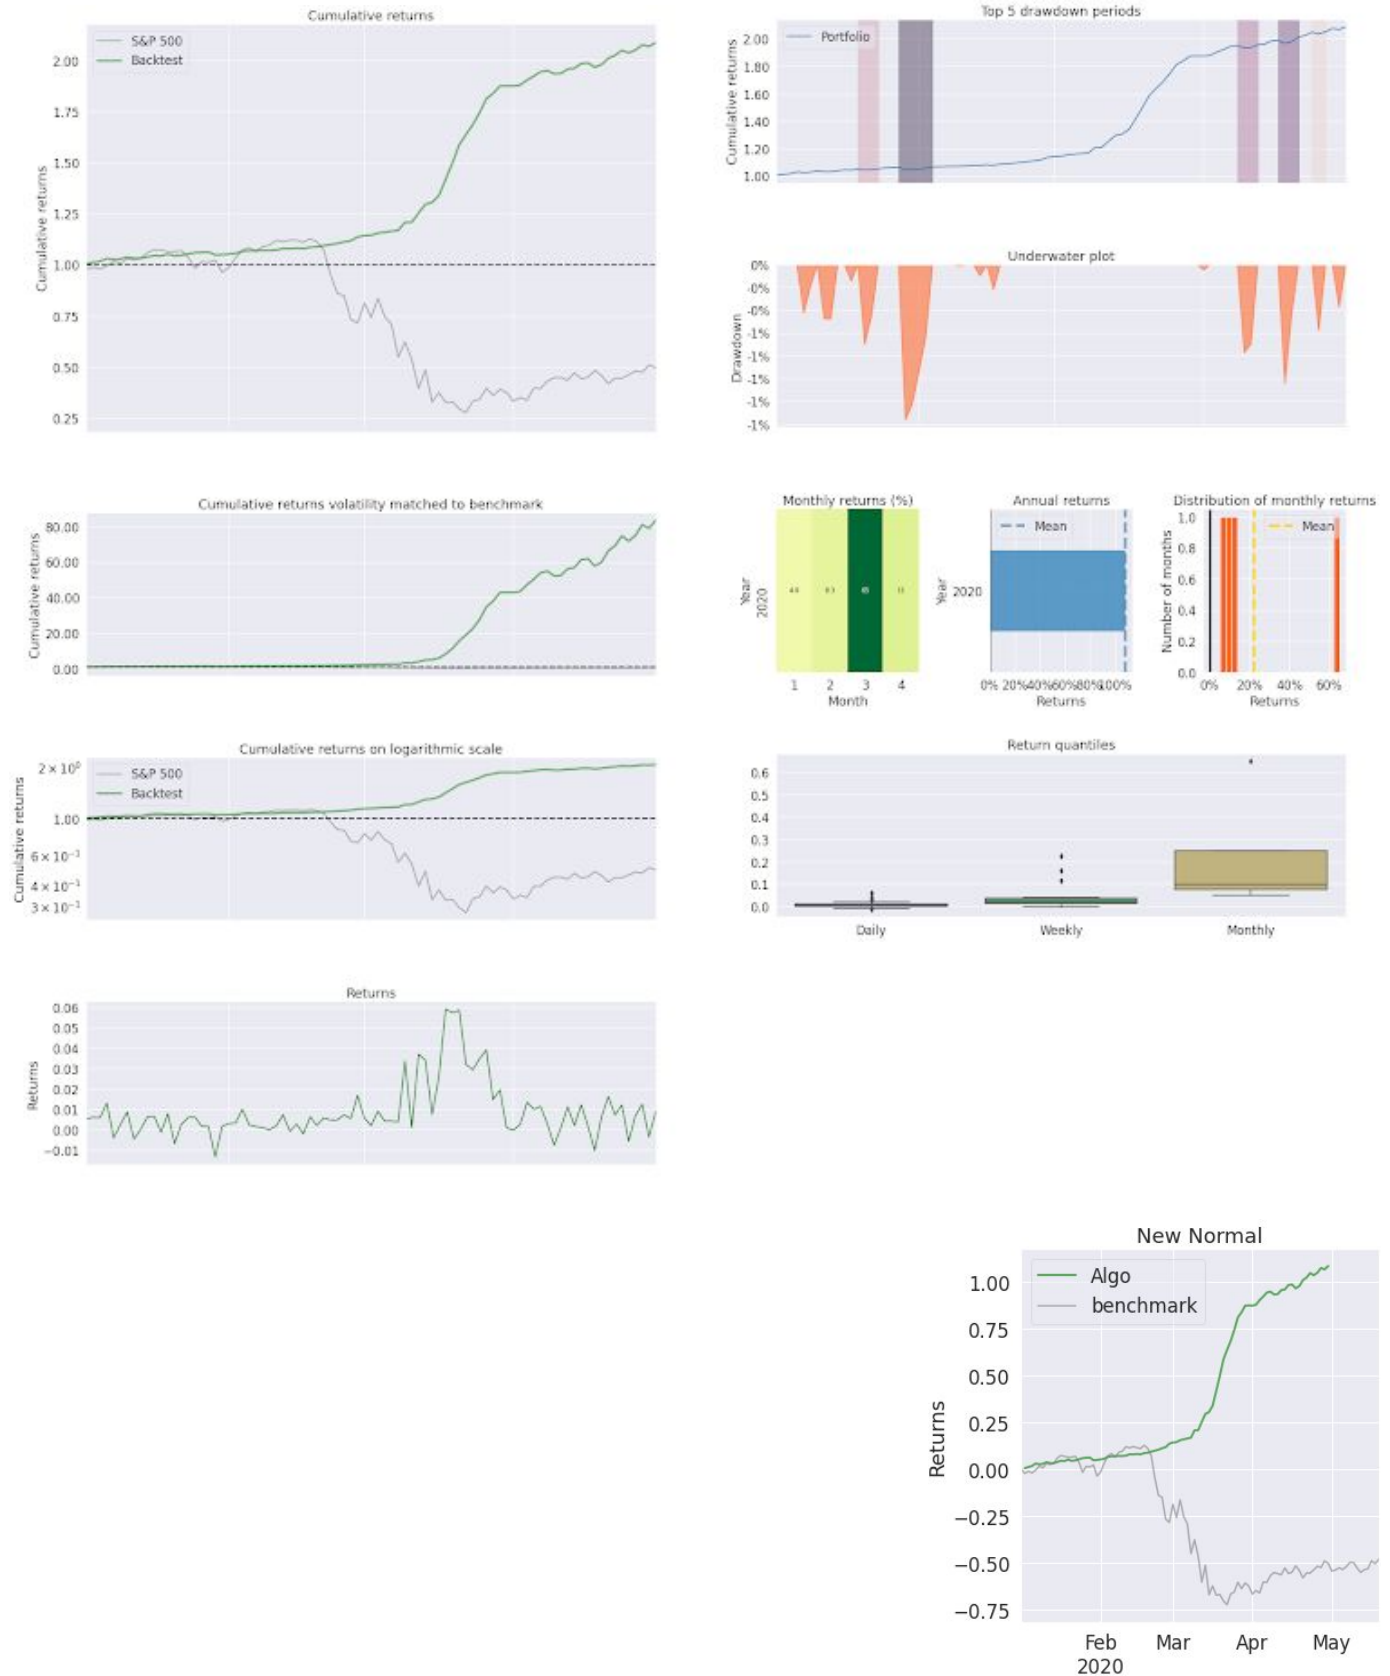 Cumulative returns
S&P 500
Backtest
2.00
1.75
1.50
1.25
1.00
0.75
0.50
0.25
Cumulative returns
Top 5 drawdown periods
Portfolio
2.00
1.80
1.60
1.40
1.20
1.00
Cumulative returns
Underwater plot
0%
-0%
-0%
-1%
-1%
-1%
-1%
-1%
Drawdown
Cumulative returns volatility matched to benchmark
80.00
60.00
40.00
20.00
0.00
Cumulative returns
Monthly returns (%)
Year
2020
1 2 3 4
Month
Annual returns
Mean
Year
2020
0% 20%40%60%80%100%
Returns
Distribution of monthly returns
Mean
1.0
0.8
0.6
0.4
0.2
0.0
Number of months
0% 20% 40% 60%
Returns
Cumulative returns on logarithmic scale
S&P 500
Backtest
2 × 10⁰
1.00
6 × 10⁻¹
4 × 10⁻¹
3 × 10⁻¹
Cumulative returns
Return quantiles
0.6
0.5
0.4
0.3
0.2
0.1
0.0
Daily Weekly Monthly
Returns
0.06
0.05
0.04
0.03
0.02
0.01
0.00
−0.01
Returns
New Normal
Algo
benchmark
1.00
0.75
0.50
0.25
0.00
−0.25
−0.50
−0.75
Returns
Feb Mar Apr May
2020